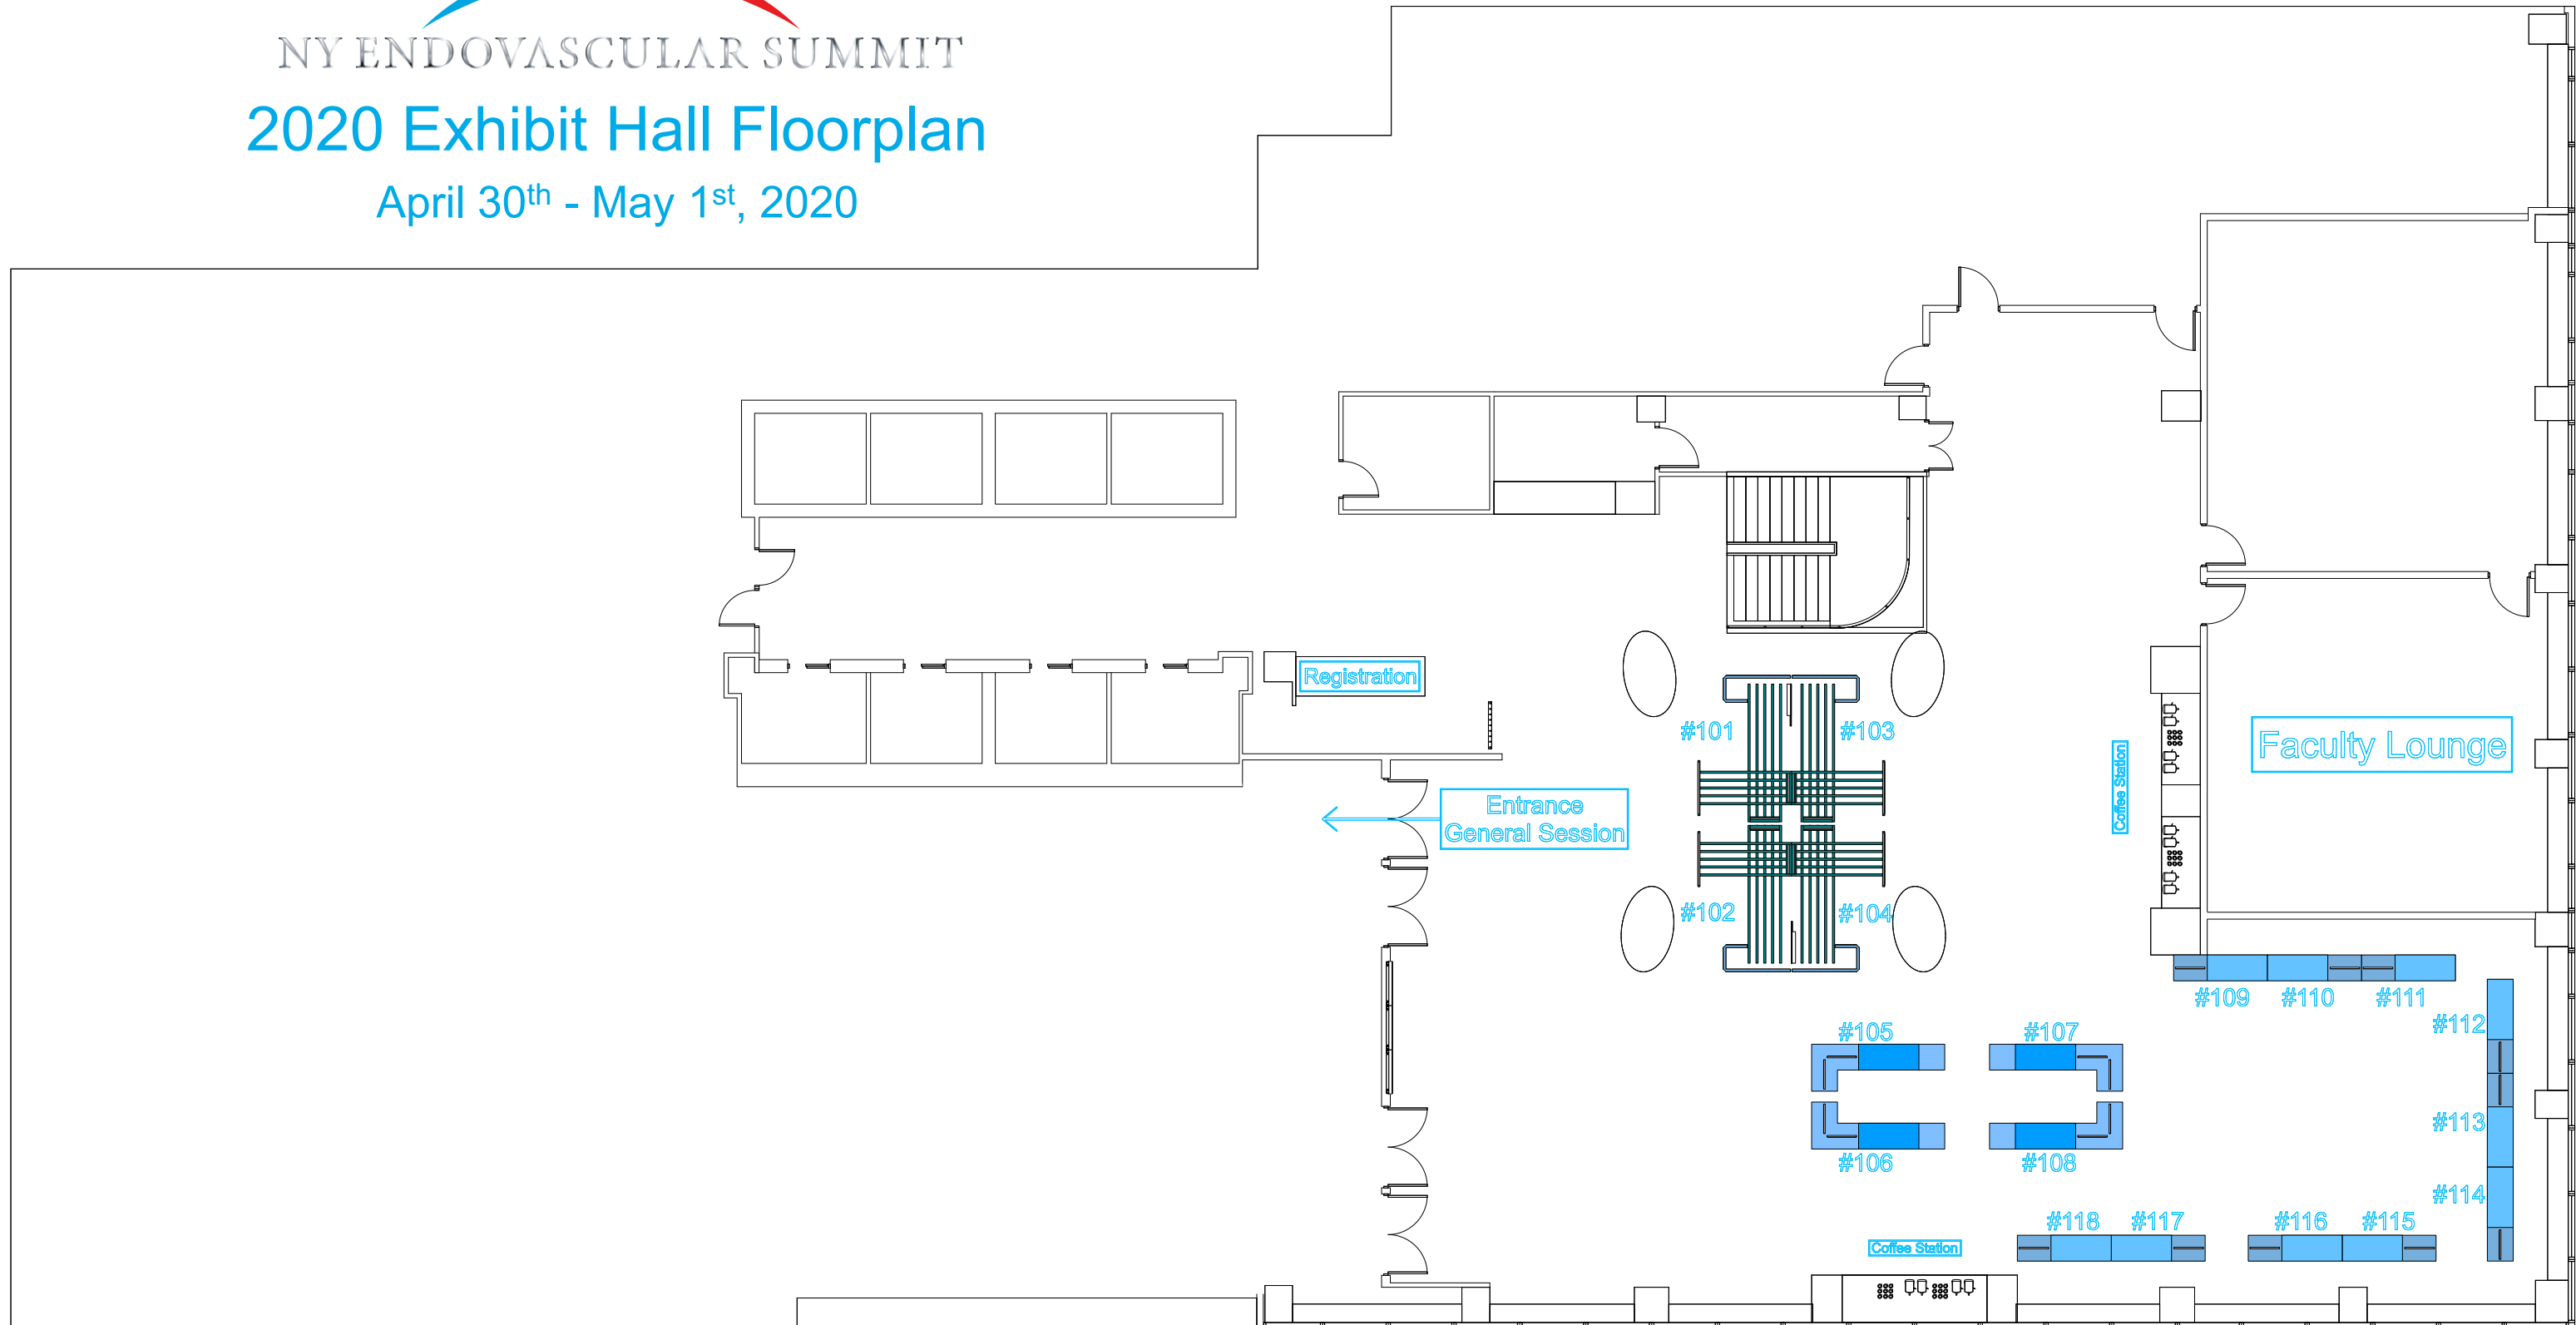 NY ENDOVASCULAR SUMMIT
2020 Exhibit Hall Floorplan
April 30th - May 1st, 2020
Registration
#101
#103
Faculty Lounge
Coffee Station
Entrance
General Session
#102
#104
#109
#110
#111
#112
#105
#107
#113
#106
#108
#114
#118
#117
#116
#115
Coffee Station